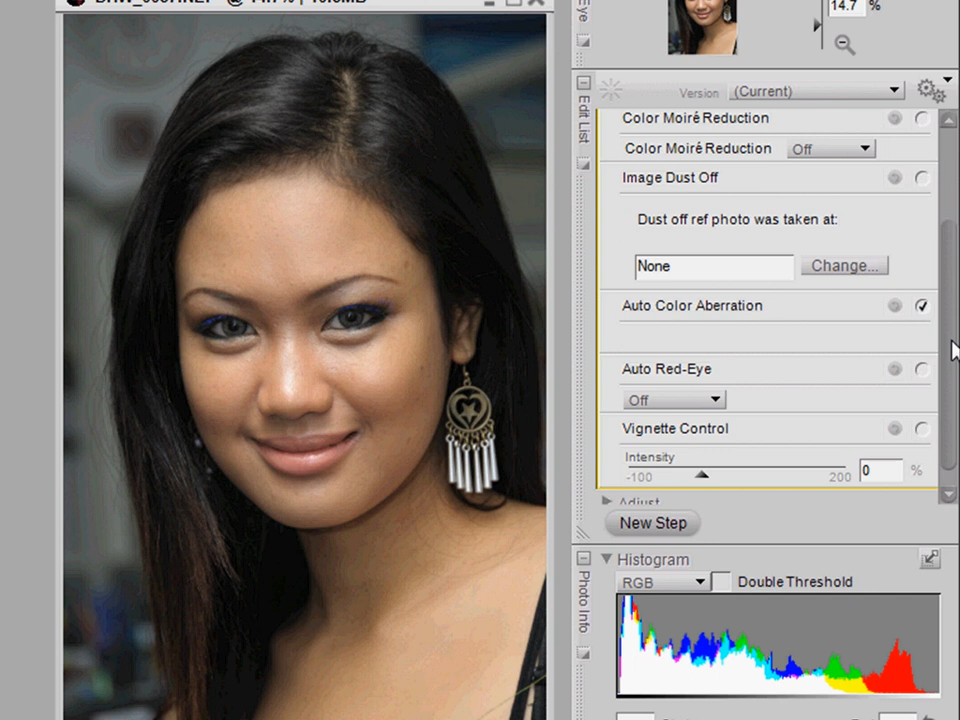 14.7 %
Eye
Version (Current)
Edit List
Color Moiré Reduction
Color Moiré Reduction Off
Image Dust Off
Dust off ref photo was taken at:
None Change...
Auto Color Aberration
Auto Red-Eye
Off
Vignette Control
Intensity
-100 200 0 %
Adjust
New Step
Histogram
RGB Double Threshold
Photo Info